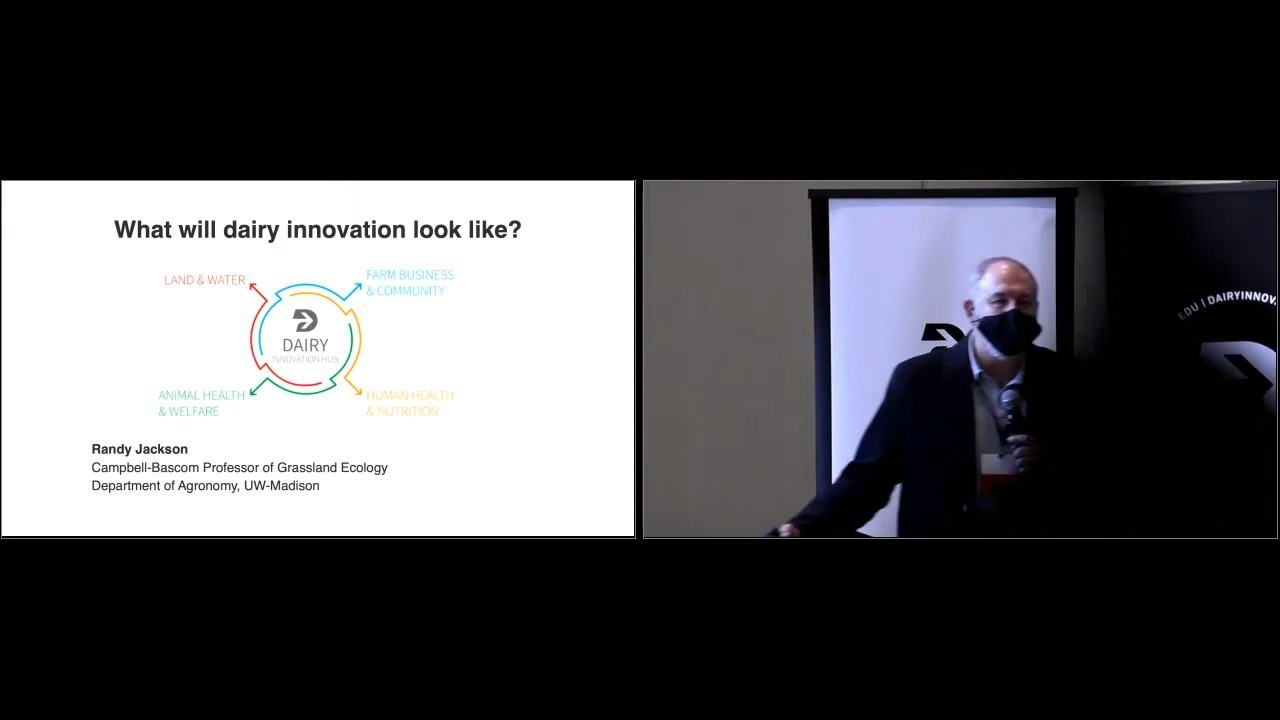 What will dairy innovation look like?
LAND & WATER
FARM BUSINESS
& COMMUNITY
DAIRY
INNOVATION HUB
ANIMAL HEALTH
& WELFARE
HUMAN HEALTH
& NUTRITION
Randy Jackson
Campbell-Bascom Professor of Grassland Ecology
Department of Agronomy, UW-Madison
EDU | DAIRYINNOV